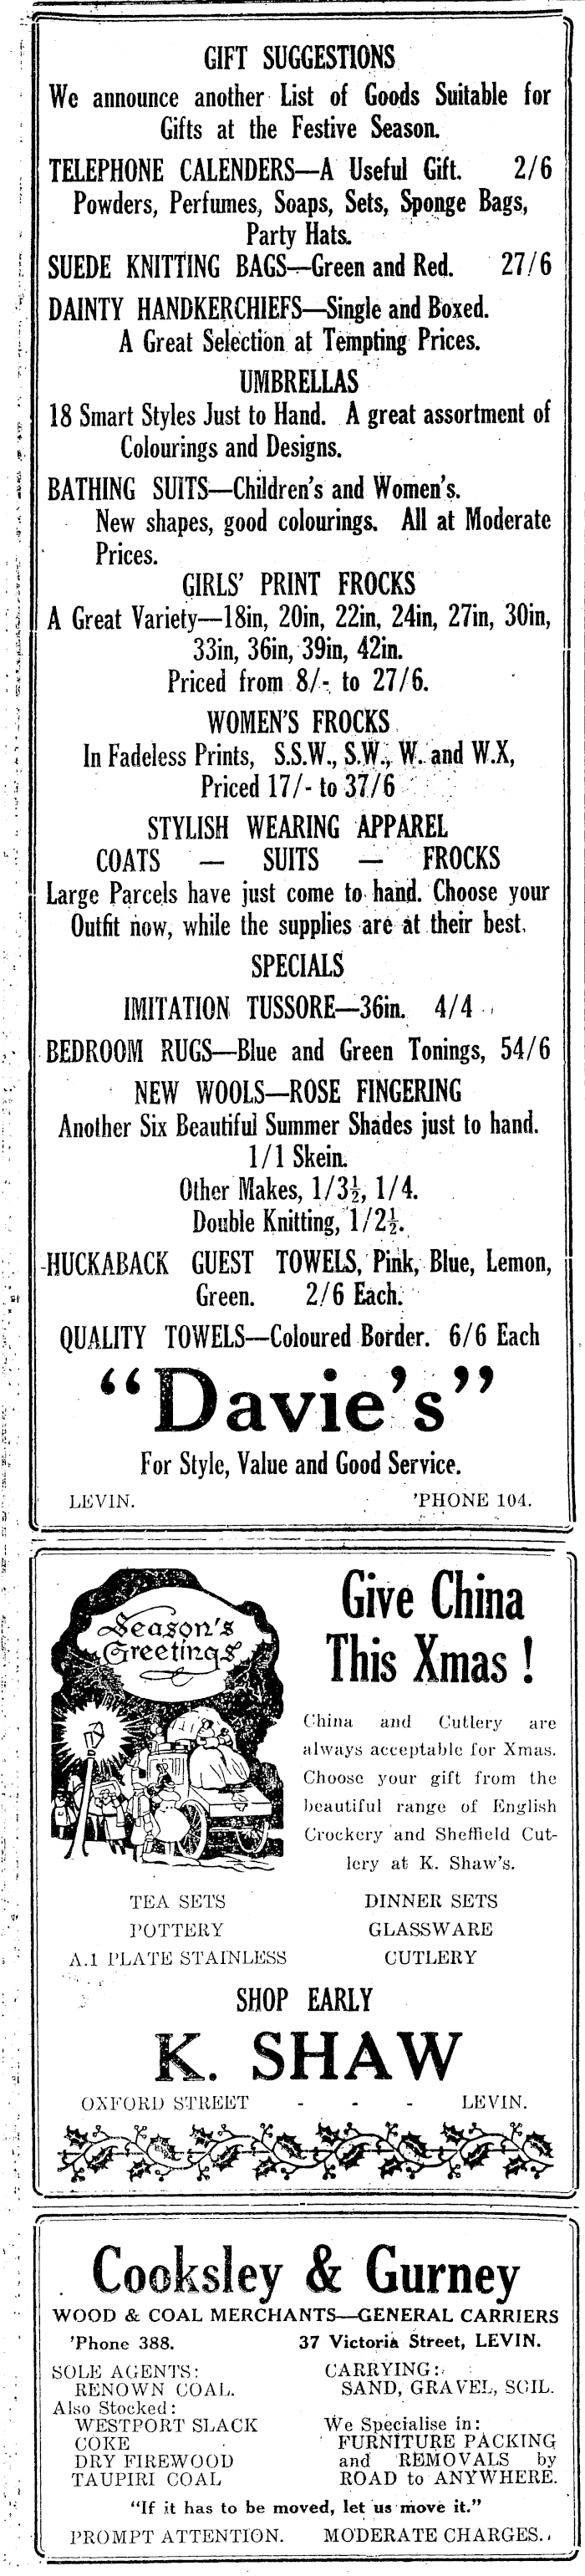 GIFT SUGGESTIONS
We announce another List of Goods Suitable for
Gifts at the Festive Season.
TELEPHONE CALENDERS—A Useful Gift. 2/6
Powders, Perfumes, Soaps, Sets, Sponge Bags,
Party Hats.
SUEDE KNITTING BAGS—Green and Red. 27/6
DAINTY HANDKERCHIEFS—Single and Boxed.
A Great Selection at Tempting Prices.
UMBRELLAS
18 Smart Styles Just to Hand. A great assortment of
Colourings and Designs.
BATHING SUITS—Children's and Women's.
New shapes, good colourings. All at Moderate
Prices.
GIRLS' PRINT FROCKS
A Great Variety—18in, 20in, 22in, 24in, 27in, 30in,
33in, 36in, 39in, 42in.
Priced from 8/- to 27/6.
WOMEN'S FROCKS
In Fadeless Prints, S.S.W., S.W., W. and W.X,
Priced 17/- to 37/6
STYLISH WEARING APPAREL
COATS — SUITS — FROCKS
Large Parcels have just come to hand. Choose your
Outfit now, while the supplies are at their best.
SPECIALS
IMITATION TUSSORE—36in. 4/4
BEDROOM RUGS—Blue and Green Tonings, 54/6
NEW WOOLS—ROSE FINGERING
Another Six Beautiful Summer Shades just to hand.
1/1 Skein.
Other Makes, 1/3½, 1/4.
Double Knitting, 1/2½.
HUCKABACK GUEST TOWELS, Pink, Blue, Lemon,
Green. 2/6 Each.
QUALITY TOWELS—Coloured Border. 6/6 Each
"Davie's"
For Style, Value and Good Service.
LEVIN. 'PHONE 104.
Season's
Greetings
Give China
This Xmas !
China and Cutlery are
always acceptable for Xmas.
Choose your gift from the
beautiful range of English
Crockery and Sheffield Cut-
lery at K. Shaw's.
TEA SETS DINNER SETS
POTTERY GLASSWARE
A.1 PLATE STAINLESS CUTLERY
SHOP EARLY
K. SHAW
OXFORD STREET - - - LEVIN.
Cooksley & Gurney
WOOD & COAL MERCHANTS—GENERAL CARRIERS
'Phone 388. 37 Victoria Street, LEVIN.
SOLE AGENTS:
RENOWN COAL.
Also Stocked:
WESTPORT SLACK
COKE
DRY FIREWOOD
TAUPIRI COAL
CARRYING:
SAND, GRAVEL, SOIL.
We Specialise in:
FURNITURE PACKING
and REMOVALS by
ROAD to ANYWHERE.
"If it has to be moved, let us move it."
PROMPT ATTENTION. MODERATE CHARGES.